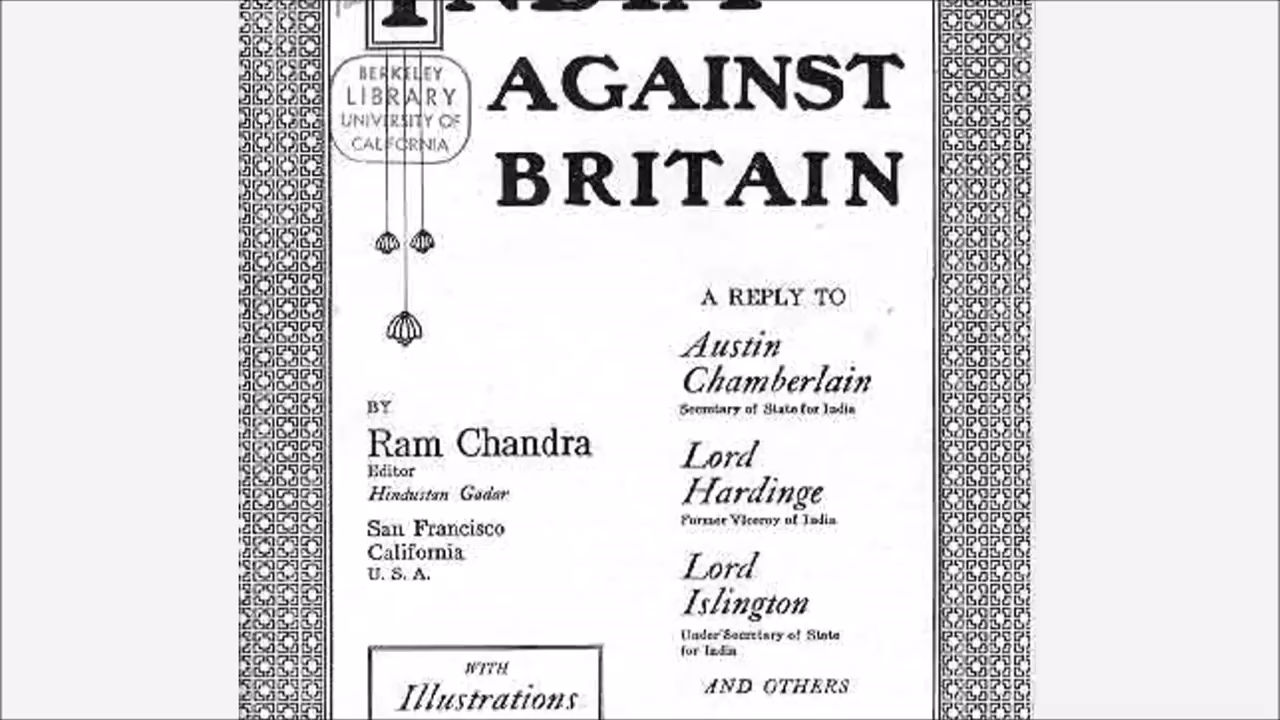 INDIA
AGAINST
BRITAIN
BERKELEY
LIBRARY
UNIVERSITY OF
CALIFORNIA
A REPLY TO
Austin
Chamberlain
Secretary of State for India
Lord
Hardinge
Former Viceroy of India
Lord
Islington
Under Secretary of State
for India
AND OTHERS
BY
Ram Chandra
Editor
Hindustan Gadar
San Francisco
California
U. S. A.
WITH
Illustrations